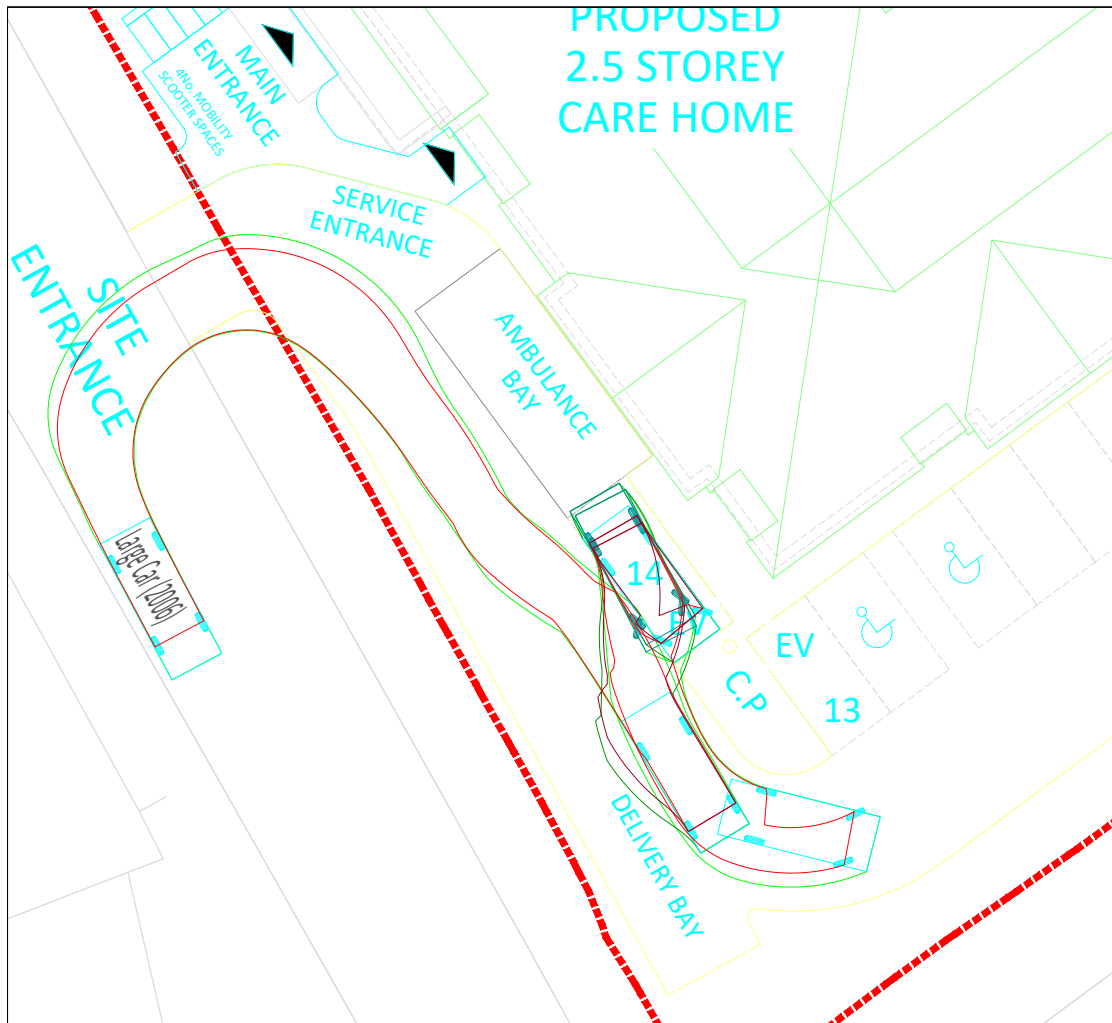 PROPOSED
2.5 STOREY
CARE HOME
MAIN
ENTRANCE
4No. MOBILITY
SCOOTER SPACES
SERVICE
ENTRANCE
SITE
ENTRANCE
AMBULANCE
BAY
Large Car (2006)
14
EV
EV
13
C.P
DELIVERY BAY